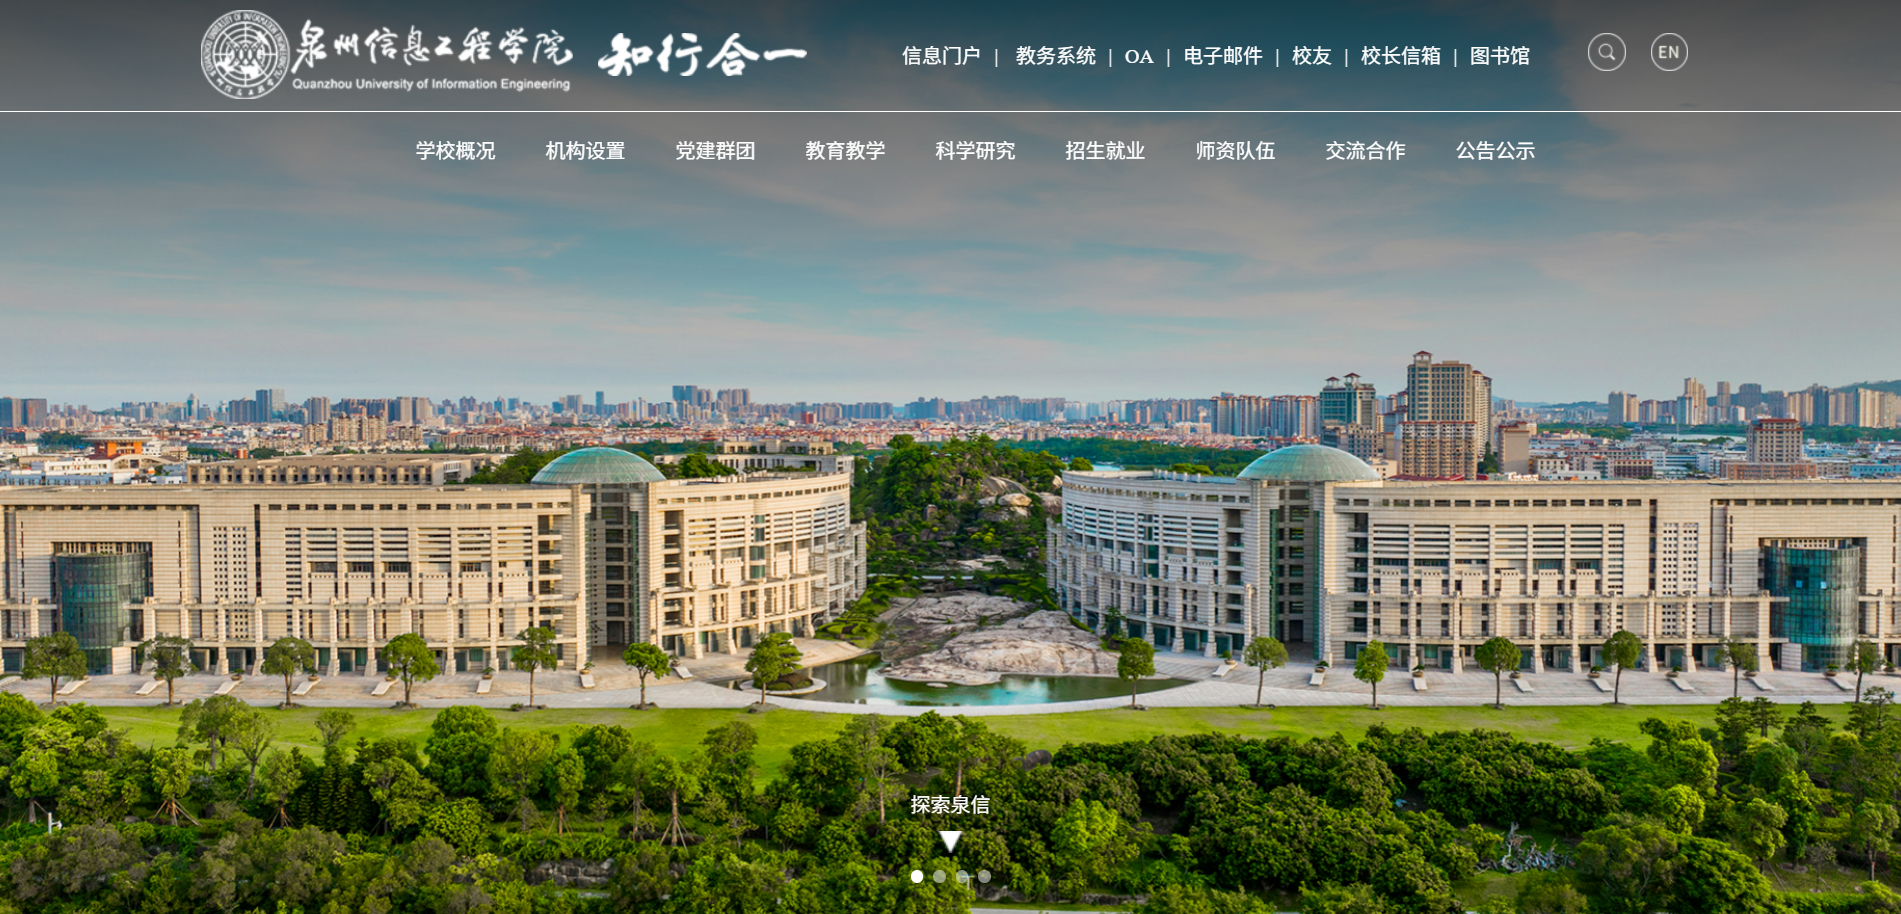 泉州信息工程学院 知行合一
Quanzhou University of Information Engineering
信息门户 | 教务系统 | OA | 电子邮件 | 校友 | 校长信箱 | 图书馆
EN
学校概况 机构设置 党建群团 教育教学 科学研究 招生就业 师资队伍 交流合作 公告公示
探索泉信